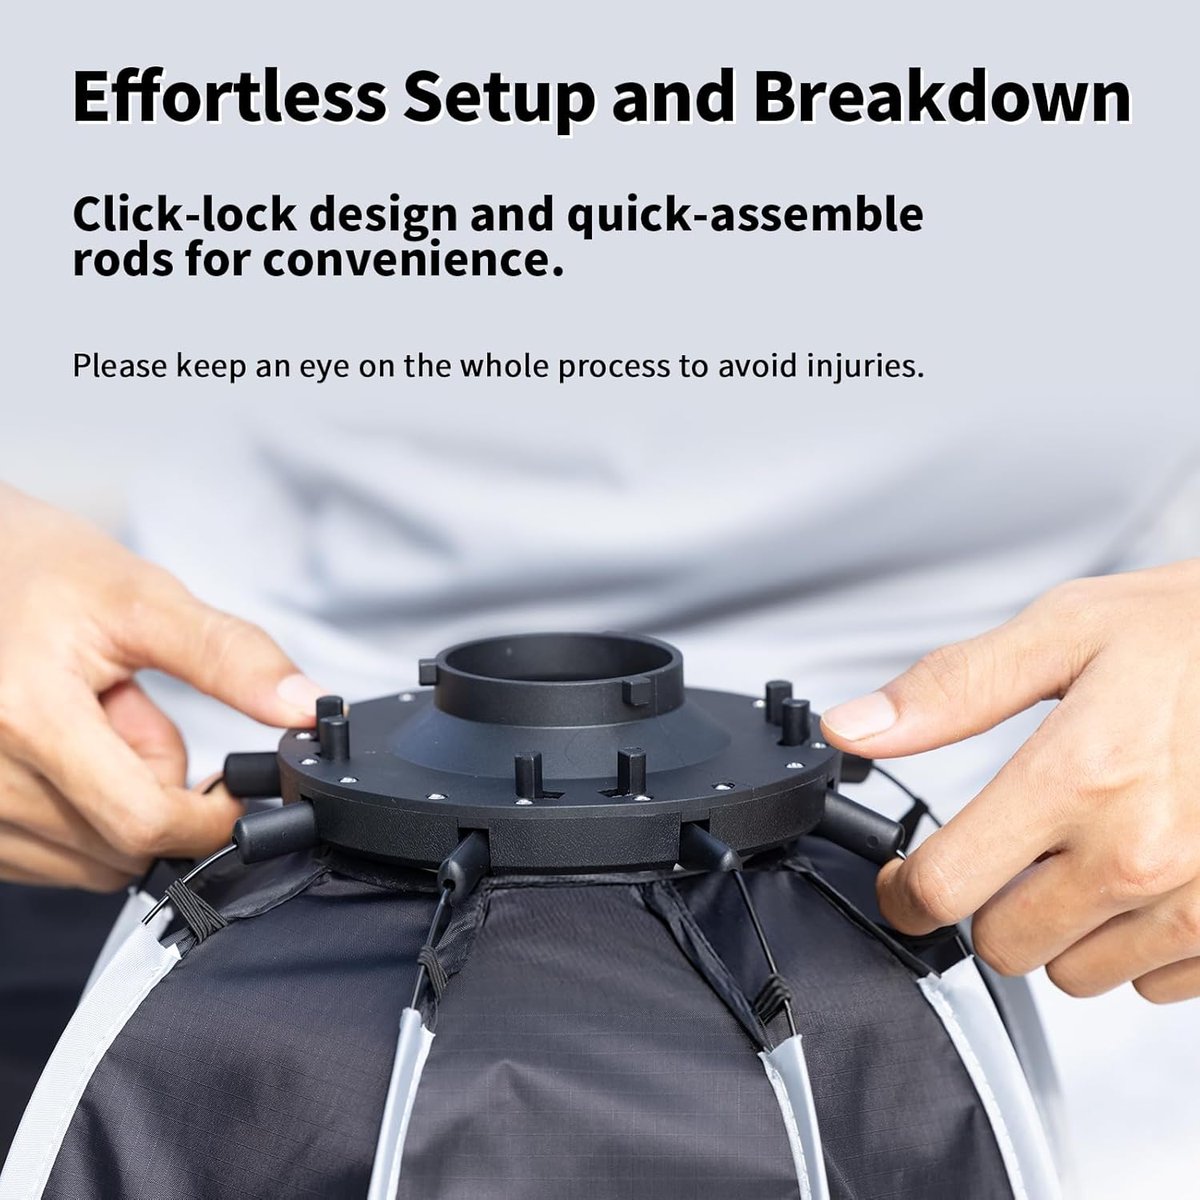 Effortless Setup and Breakdown
Click-lock design and quick-assemble
rods for convenience.
Please keep an eye on the whole process to avoid injuries.